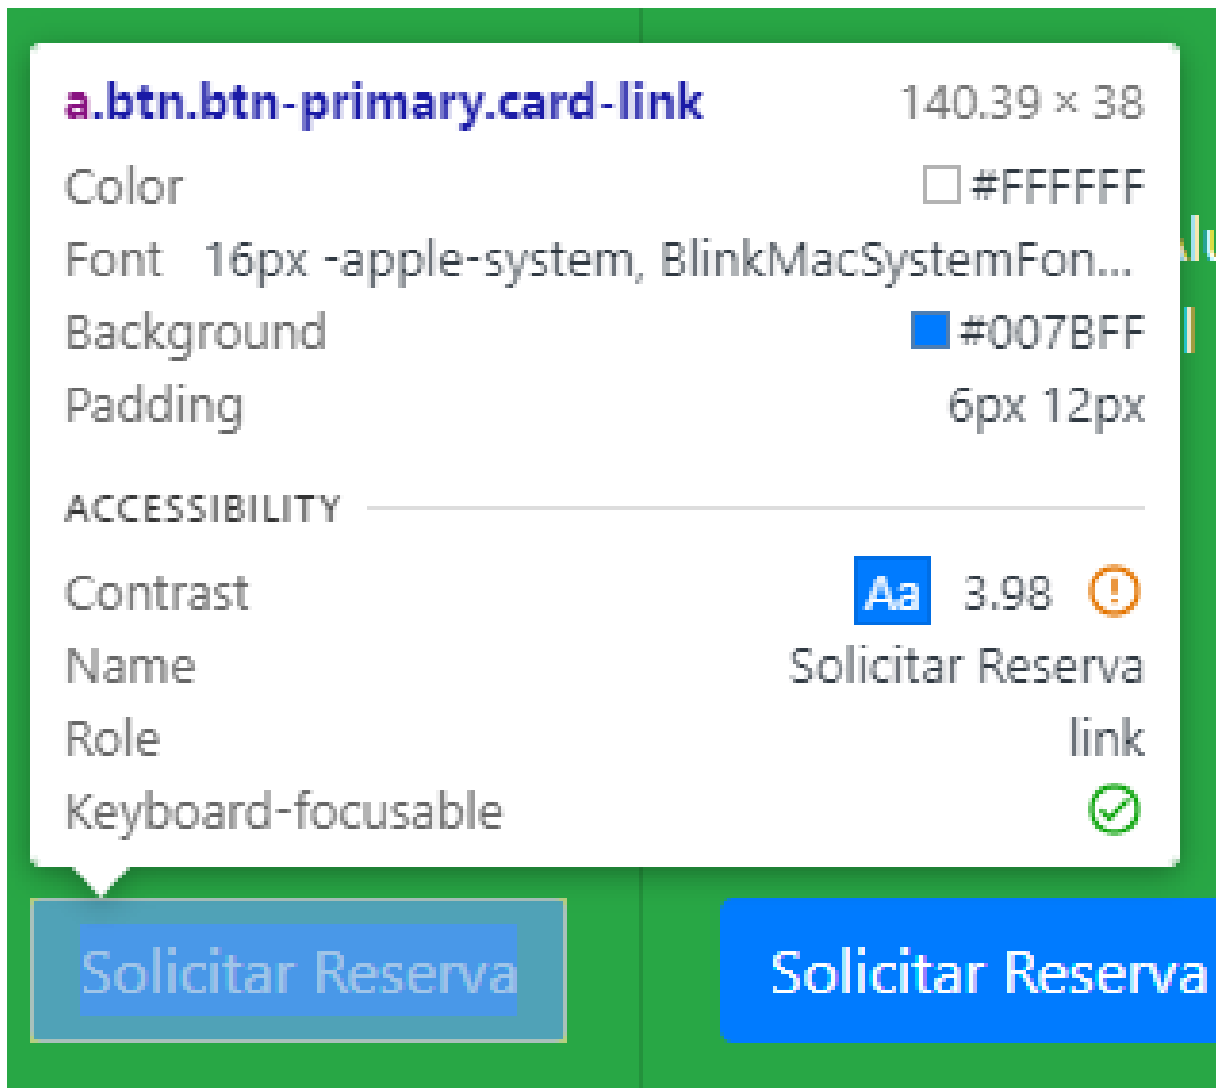 a.btn.btn-primary.card-link 140.39 × 38
Color #FFFFFF
Font 16px -apple-system, BlinkMacSystemFon...
Background #007BFF
Padding 6px 12px
ACCESSIBILITY
Contrast Aa 3.98
Name Solicitar Reserva
Role link
Keyboard-focusable
Solicitar Reserva Solicitar Reserva